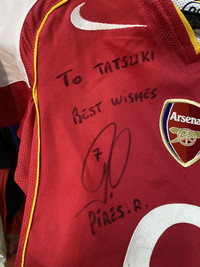 TO TATSUKI
BEST WISHES
7
PIRES.R.
Arsenal